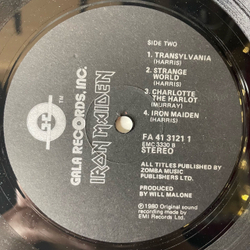 GALA RECORDS, INC.
TM
IRON MAIDEN
SIDE TWO
1. TRANSYLVANIA
(HARRIS)
2. STRANGE
WORLD
(HARRIS)
3. CHARLOTTE
THE HARLOT
(MURRAY)
4. IRON MAIDEN
(HARRIS)
FA 41 3121 1
EMC 3330 B
STEREO
ALL TITLES PUBLISHED BY
ZOMBA MUSIC
PUBLISHERS LTD.
PRODUCED
BY WILL MALONE
℗ 1980 Original sound
recording made by
EMI Records Ltd.